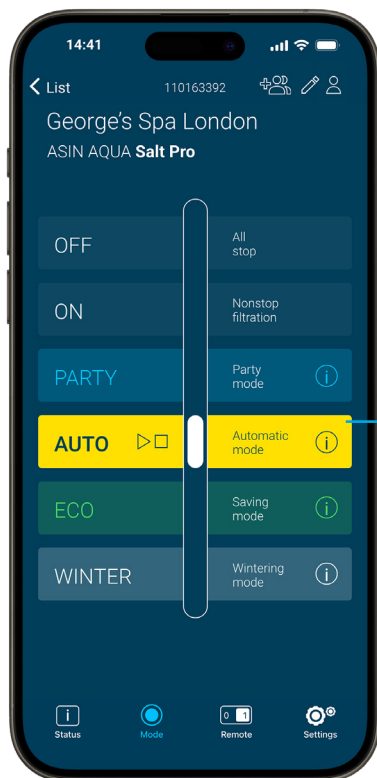 14:41
List
110163392
George's Spa London
ASIN AQUA Salt Pro
OFF
All
stop
ON
Nonstop
filtration
PARTY
Party
mode
i
AUTO
Automatic
mode
i
ECO
Saving
mode
i
WINTER
Wintering
mode
i
i
Status
Mode
0 1
Remote
Settings